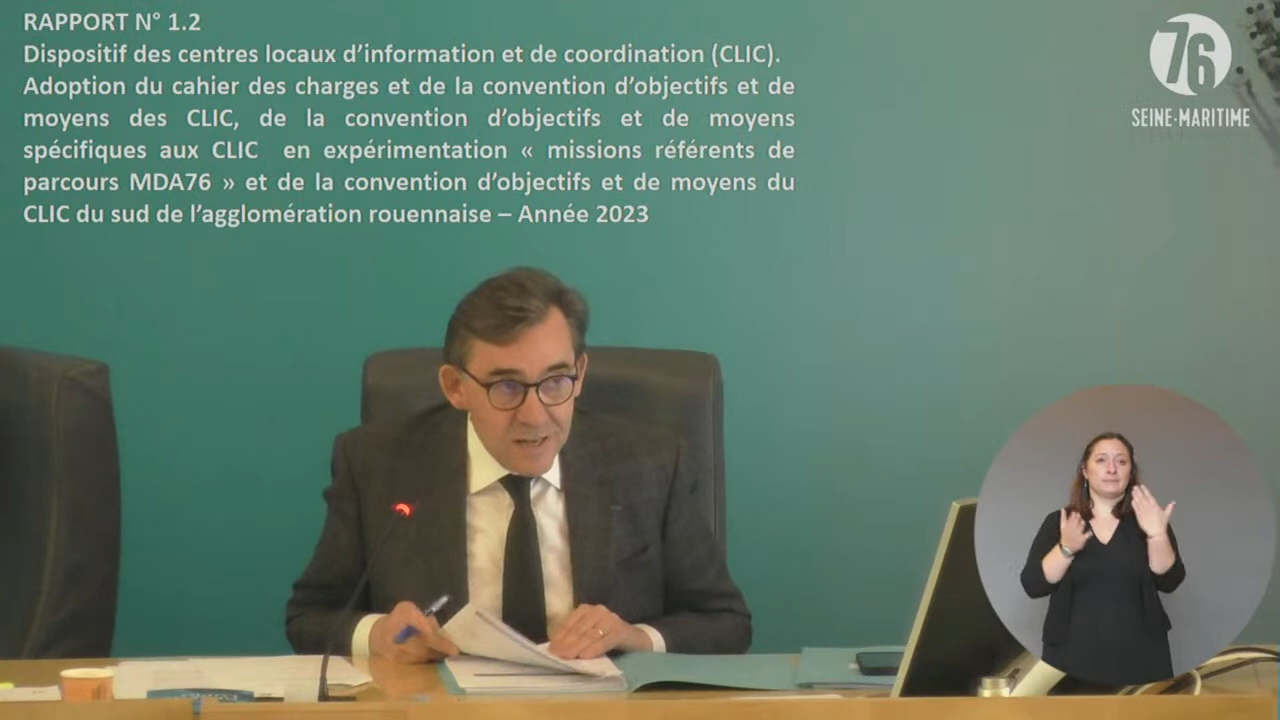 RAPPORT N° 1.2
Dispositif des centres locaux d’information et de coordination (CLIC).
Adoption du cahier des charges et de la convention d’objectifs et de
moyens des CLIC, de la convention d’objectifs et de moyens
spécifiques aux CLIC en expérimentation « missions référents de
parcours MDA76 » et de la convention d’objectifs et de moyens du
CLIC du sud de l’agglomération rouennaise – Année 2023
76
SEINE-MARITIME